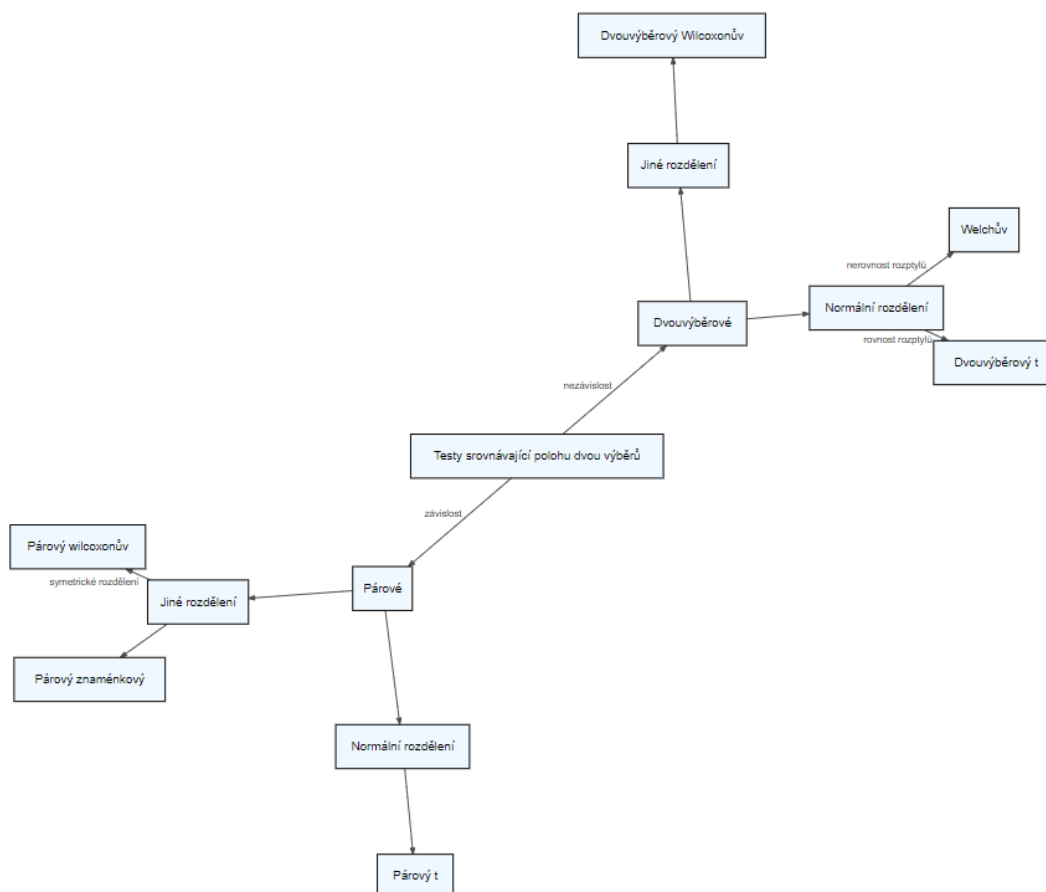 Dvouvýběrový Wilcoxonův
Jiné rozdělení
Welchův
nerovnost rozptylů
Normální rozdělení
Dvouvýběrové
rovnost rozptylů
Dvouvýběrový t
nezávislost
Testy srovnávající polohu dvou výběrů
závislost
Párový wilcoxonův
symetrické rozdělení
Párové
Jiné rozdělení
Párový znaménkový
Normální rozdělení
Párový t